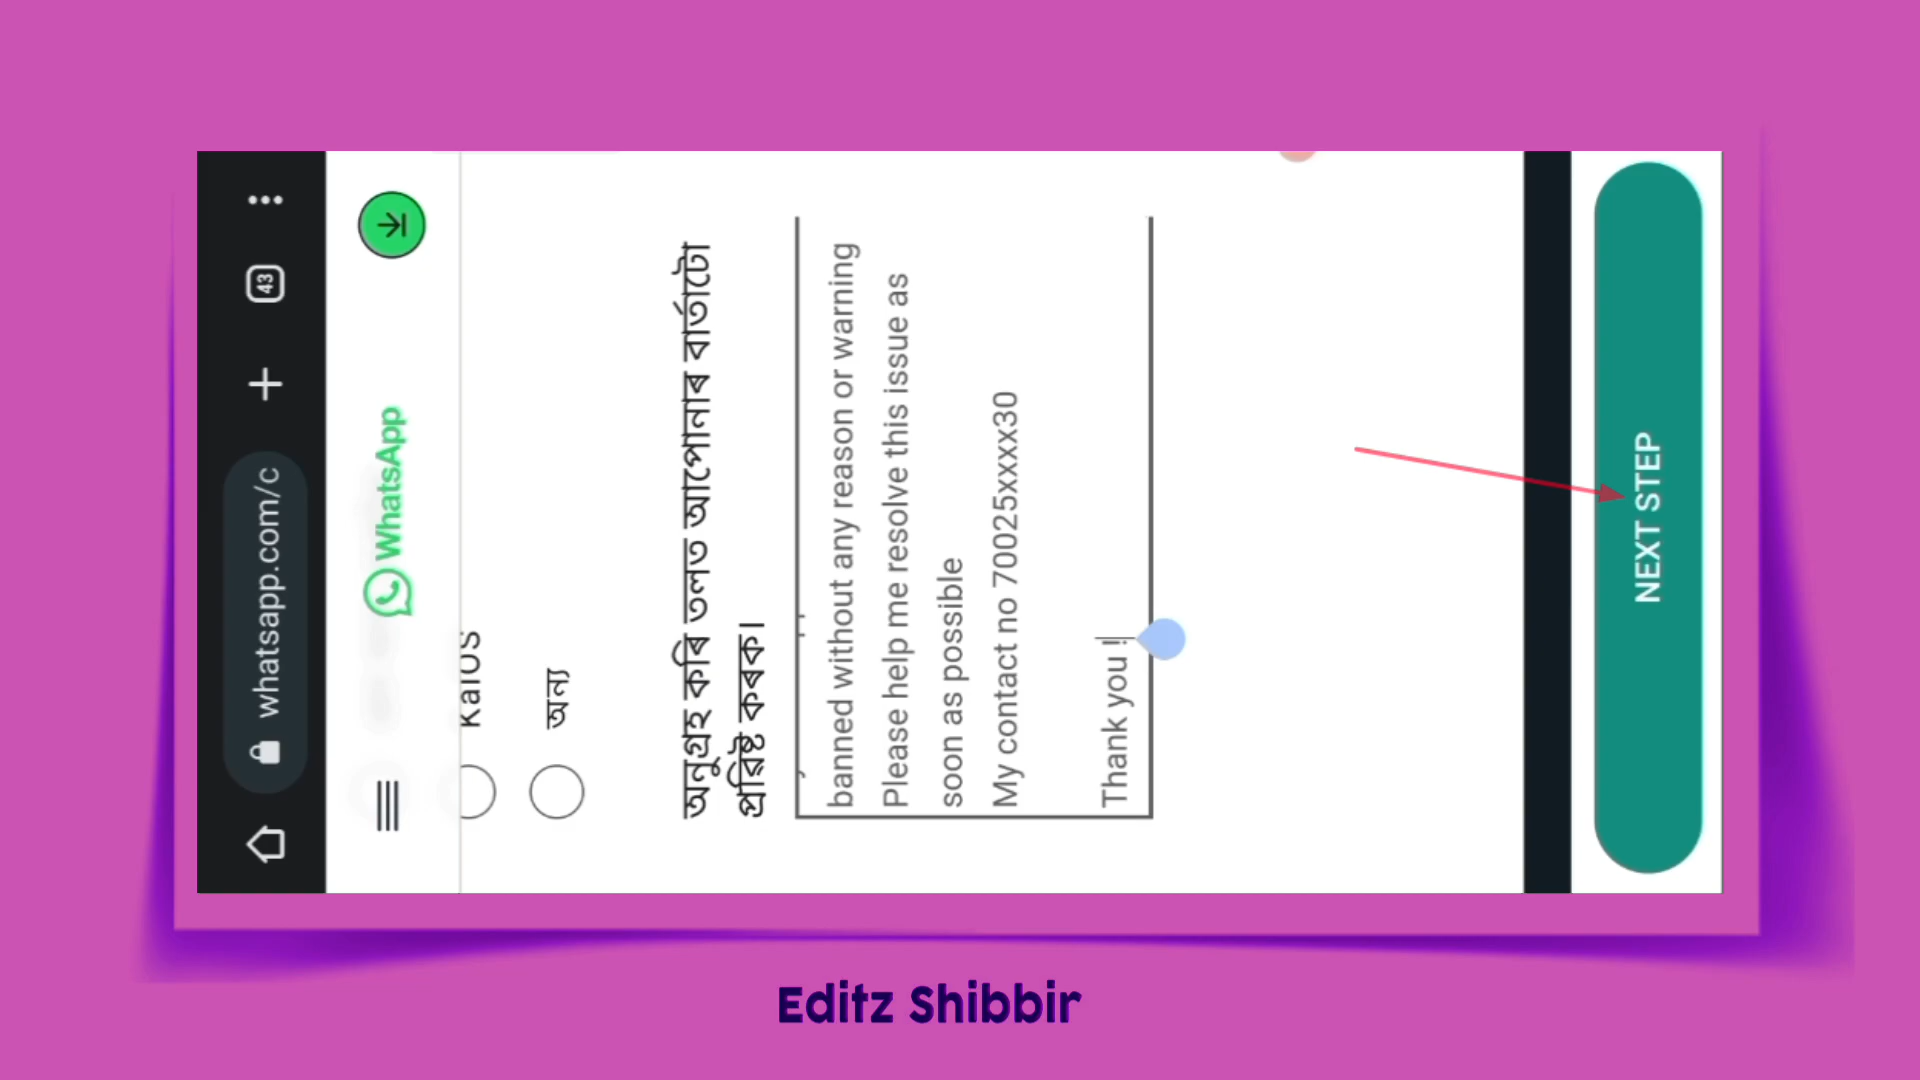 43
whatsapp.com/c
WhatsApp
KaiOS
অন্য
অনুগ্ৰহ কৰি তলত আপোনাৰ বাৰ্তাটো
প্ৰৱিষ্ট কৰক।
banned without any reason or warning
Please help me resolve this issue as
soon as possible
My contact no 70025xxxxx30
Thank you !
NEXT STEP
Editz Shibbir